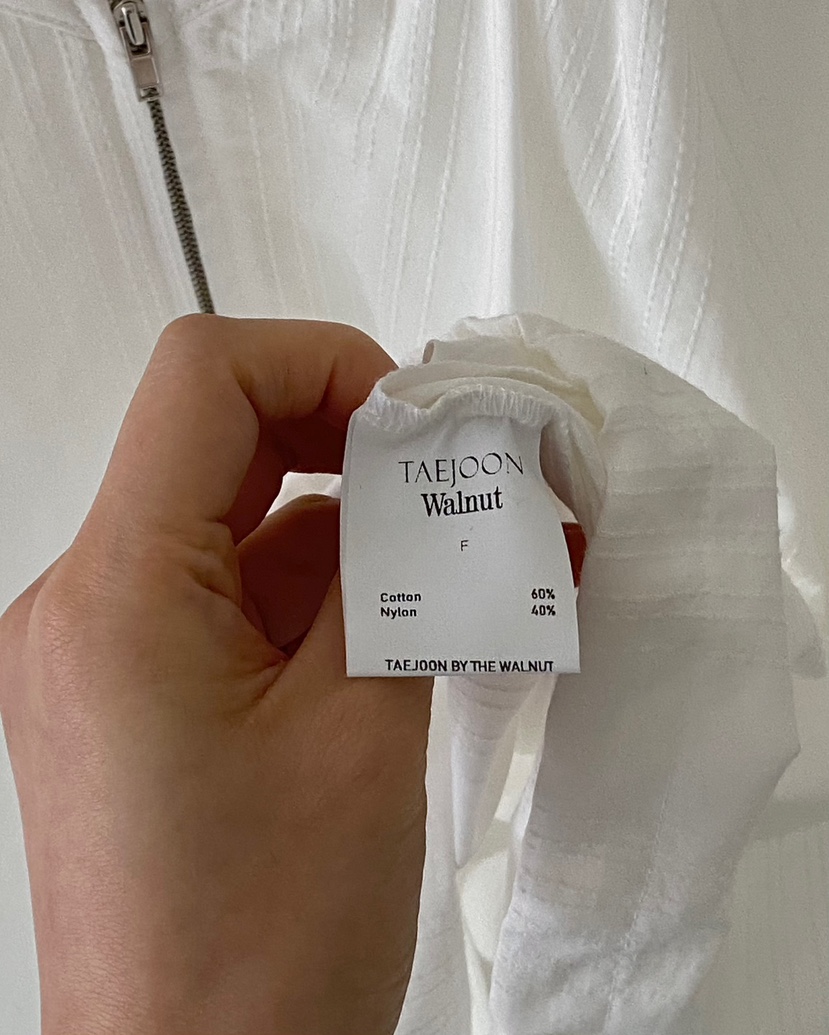 TAEJOON
Walnut
F
Cotton 60%
Nylon 40%
TAEJOON BY THE WALNUT